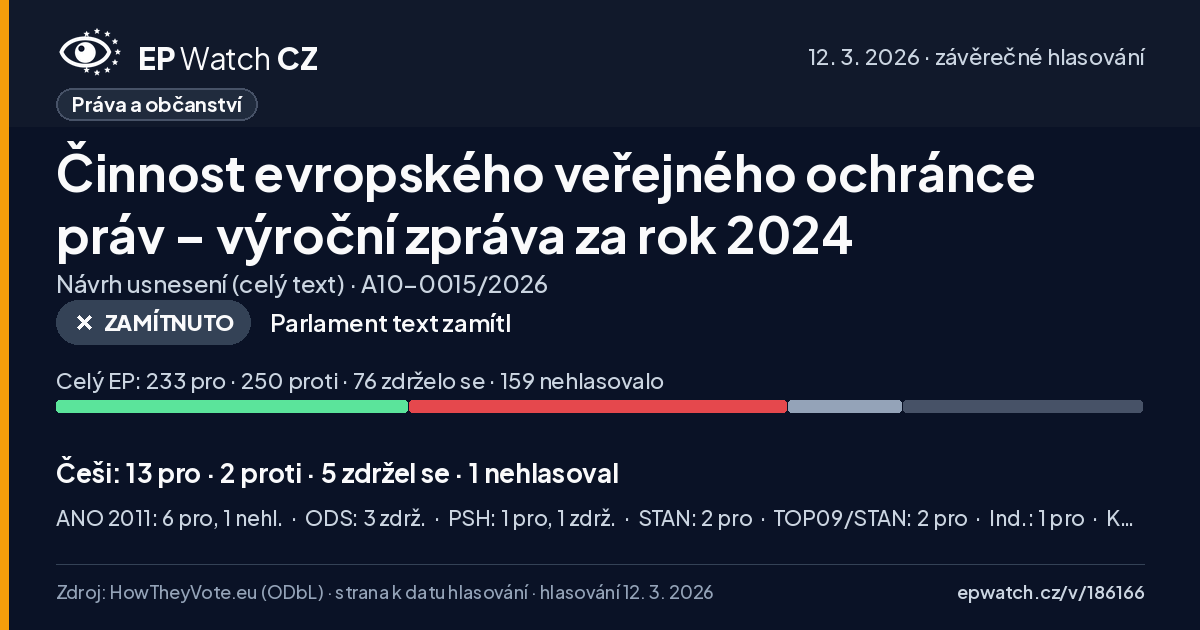 EP Watch CZ
12. 3. 2026 · závěrečné hlasování
Práva a občanství
Činnost evropského veřejného ochránce
práv – výroční zpráva za rok 2024
Návrh usnesení (celý text) · A10–0015/2026
✕ ZAMÍTNUTO Parlament text zamítl
Celý EP: 233 pro · 250 proti · 76 zdrželo se · 159 nehlasovalo
Češi: 13 pro · 2 proti · 5 zdržel se · 1 nehlasoval
ANO 2011: 6 pro, 1 nehl. · ODS: 3 zdrž. · PSH: 1 pro, 1 zdrž. · STAN: 2 pro · TOP09/STAN: 2 pro · Ind.: 1 pro · K…
Zdroj: HowTheyVote.eu (ODbL) · strana k datu hlasování · hlasování 12. 3. 2026
epwatch.cz/v/186166